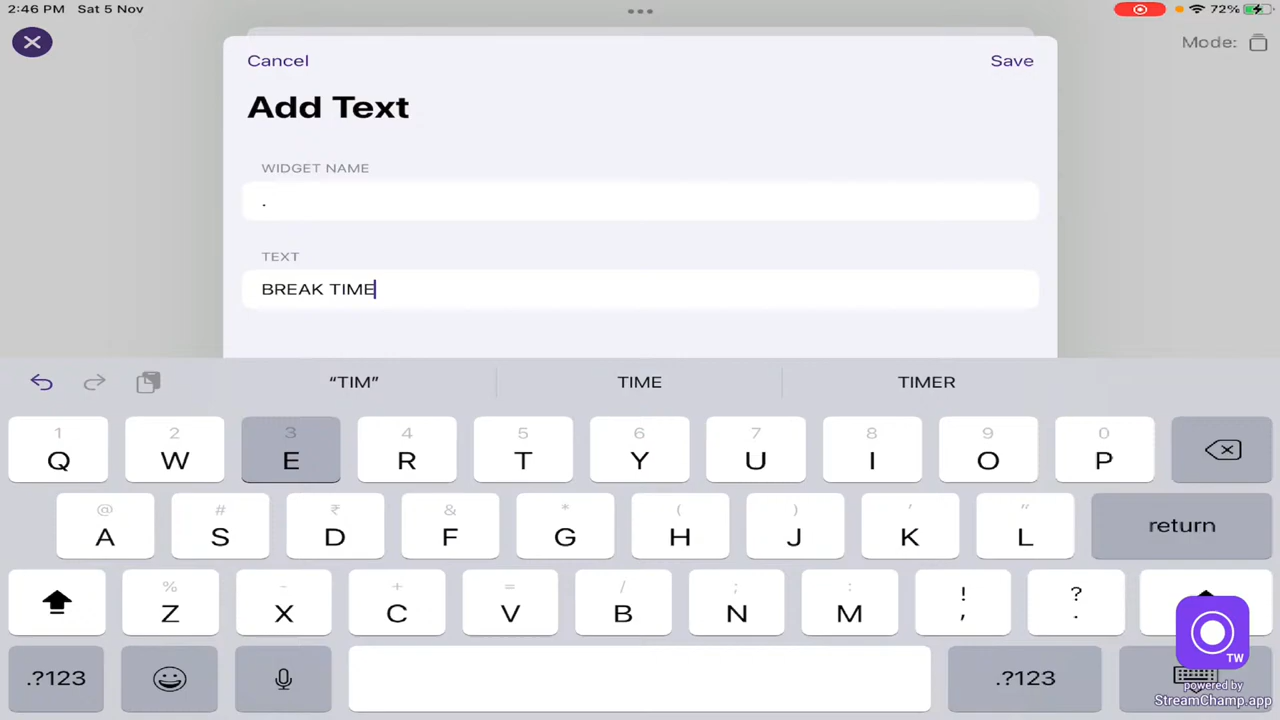 2:46 PM Sat 5 Nov
72%
Mode:
Cancel
Save
Add Text
WIDGET NAME
.
TEXT
BREAK TIME
“TIM” TIME TIMER
1 2 3 4 5 6 7 8 9 0
Q W E R T Y U I O P
@ # ₹ & * ( ) ' "
A S D F G H J K L return
% - + = / ; : ! ?
Z X C V B N M , .
.?123 .?123
TW
powered by
StreamChamp.app